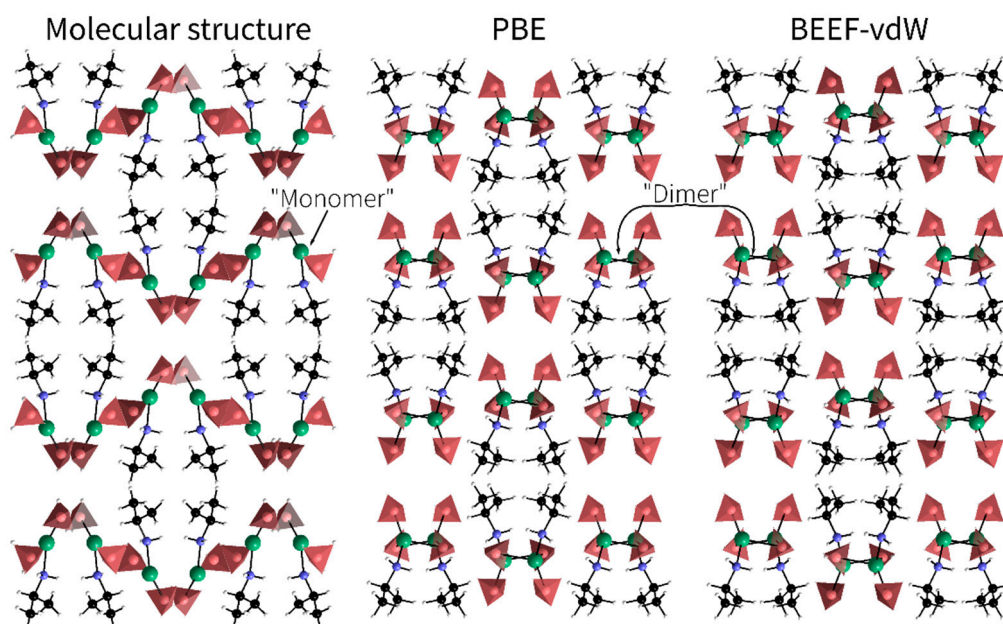 Molecular structure
PBE
BEEF-vdW
"Monomer"
"Dimer"